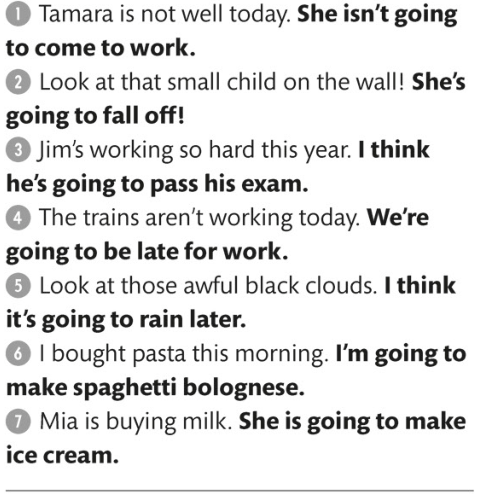 1 Tamara is not well today. She isn't going
to come to work.
2 Look at that small child on the wall! She's
going to fall off!
3 Jim's working so hard this year. I think
he's going to pass his exam.
4 The trains aren't working today. We're
going to be late for work.
5 Look at those awful black clouds. I think
it's going to rain later.
6 I bought pasta this morning. I'm going to
make spaghetti bolognese.
7 Mia is buying milk. She is going to make
ice cream.